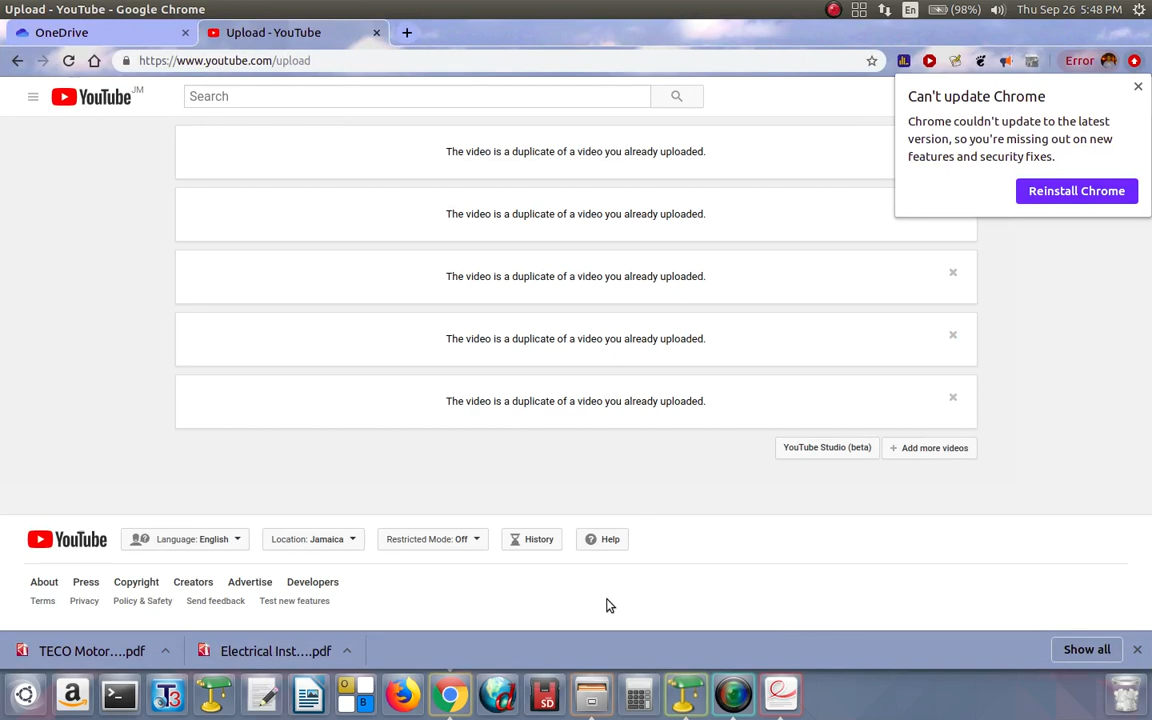 Upload - YouTube - Google Chrome
En
(98%)
Thu Sep 26 5:48 PM
OneDrive
Upload - YouTube
https://www.youtube.com/upload
Error
YouTube JM
Search
Can't update Chrome
Chrome couldn't update to the latest
version, so you're missing out on new
features and security fixes.
Reinstall Chrome
The video is a duplicate of a video you already uploaded.
The video is a duplicate of a video you already uploaded.
The video is a duplicate of a video you already uploaded.
The video is a duplicate of a video you already uploaded.
The video is a duplicate of a video you already uploaded.
YouTube Studio (beta)
+ Add more videos
YouTube
Language: English
Location: Jamaica
Restricted Mode: Off
History
Help
About Press Copyright Creators Advertise Developers
Terms Privacy Policy & Safety Send feedback Test new features
TECO Motor....pdf
Electrical Inst....pdf
Show all
SD